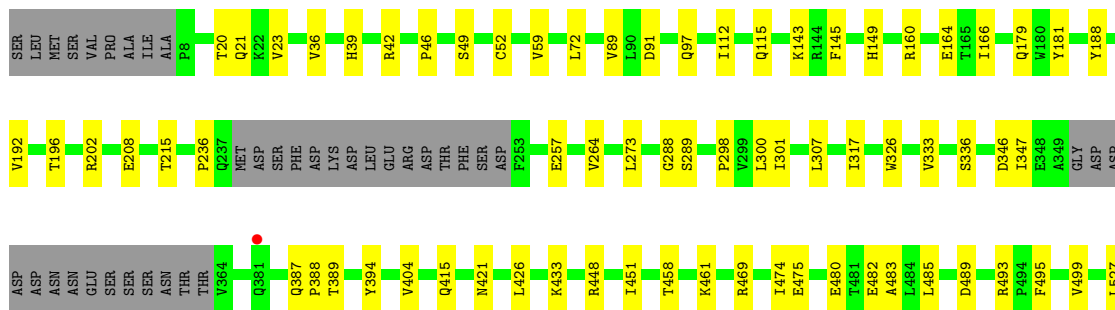 SER LEU MET SER VAL PRO ALA ILE ALA P8 T20 Q21 K22 V23 V36 H39 R42 P46 S49 C52 V59 L72 V89 L90 D91 Q97 I112 Q115 K143 R144 F145 H149 R160 E164 T165 I166 Q179 W180 Y181 Y188
V192 T196 R202 E208 T215 P236 Q237 MET ASP SER PHE ASP LYS ASP LEU GLU ARG ASP THR PHE SER ASP F253 E257 V264 L273 G288 S289 P298 V299 L300 I301 L307 I317 W326 V333 S336 D346 I347 E348 A349 GLY ASP ASP
ASP ASP ASN ASN GLU SER SER SER ASN THR THR V364 Q381 Q387 P388 T389 Y394 V404 Q415 N421 L426 K433 R448 I451 T458 K461 R469 I474 E475 E480 T481 E482 A483 L484 L485 D489 R493 P494 F495 V499